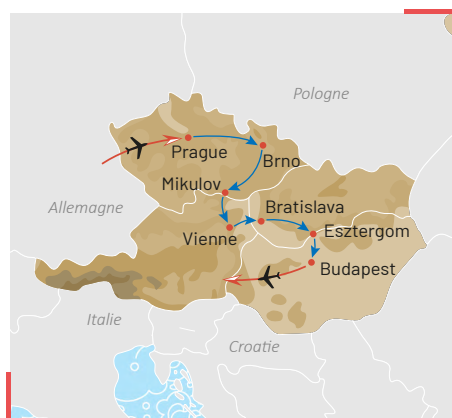 Pologne
Prague
Brno
Mikulov
Allemagne
Bratislava
Vienne
Esztergom
Budapest
Italie
Croatie